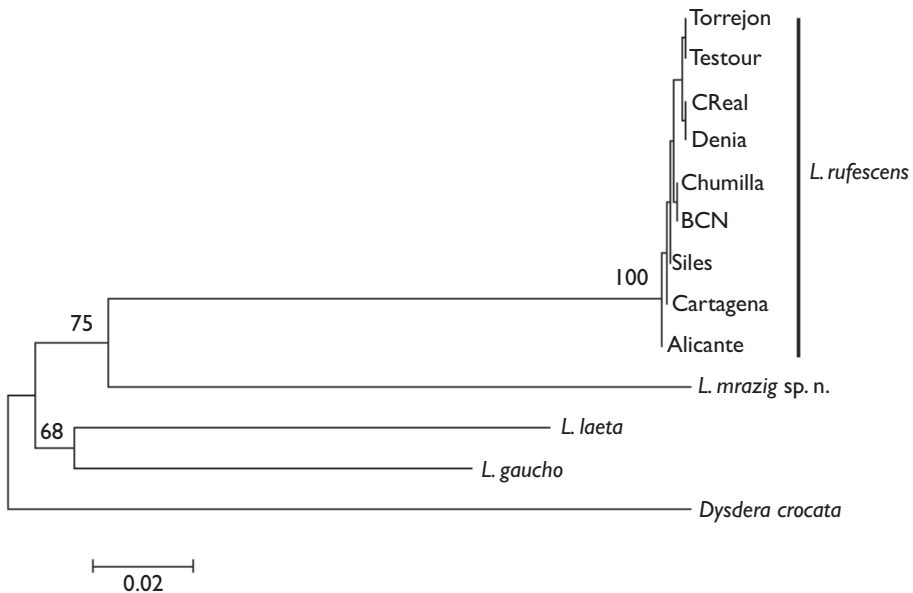 Torrejon
Testour
CReal
Denia
L. rufescens
Chumilla
BCN
Siles
100
Cartagena
75
Alicante
L. mrazig sp. n.
L. laeta
68
L. gaucho
Dysdera crocata
0.02